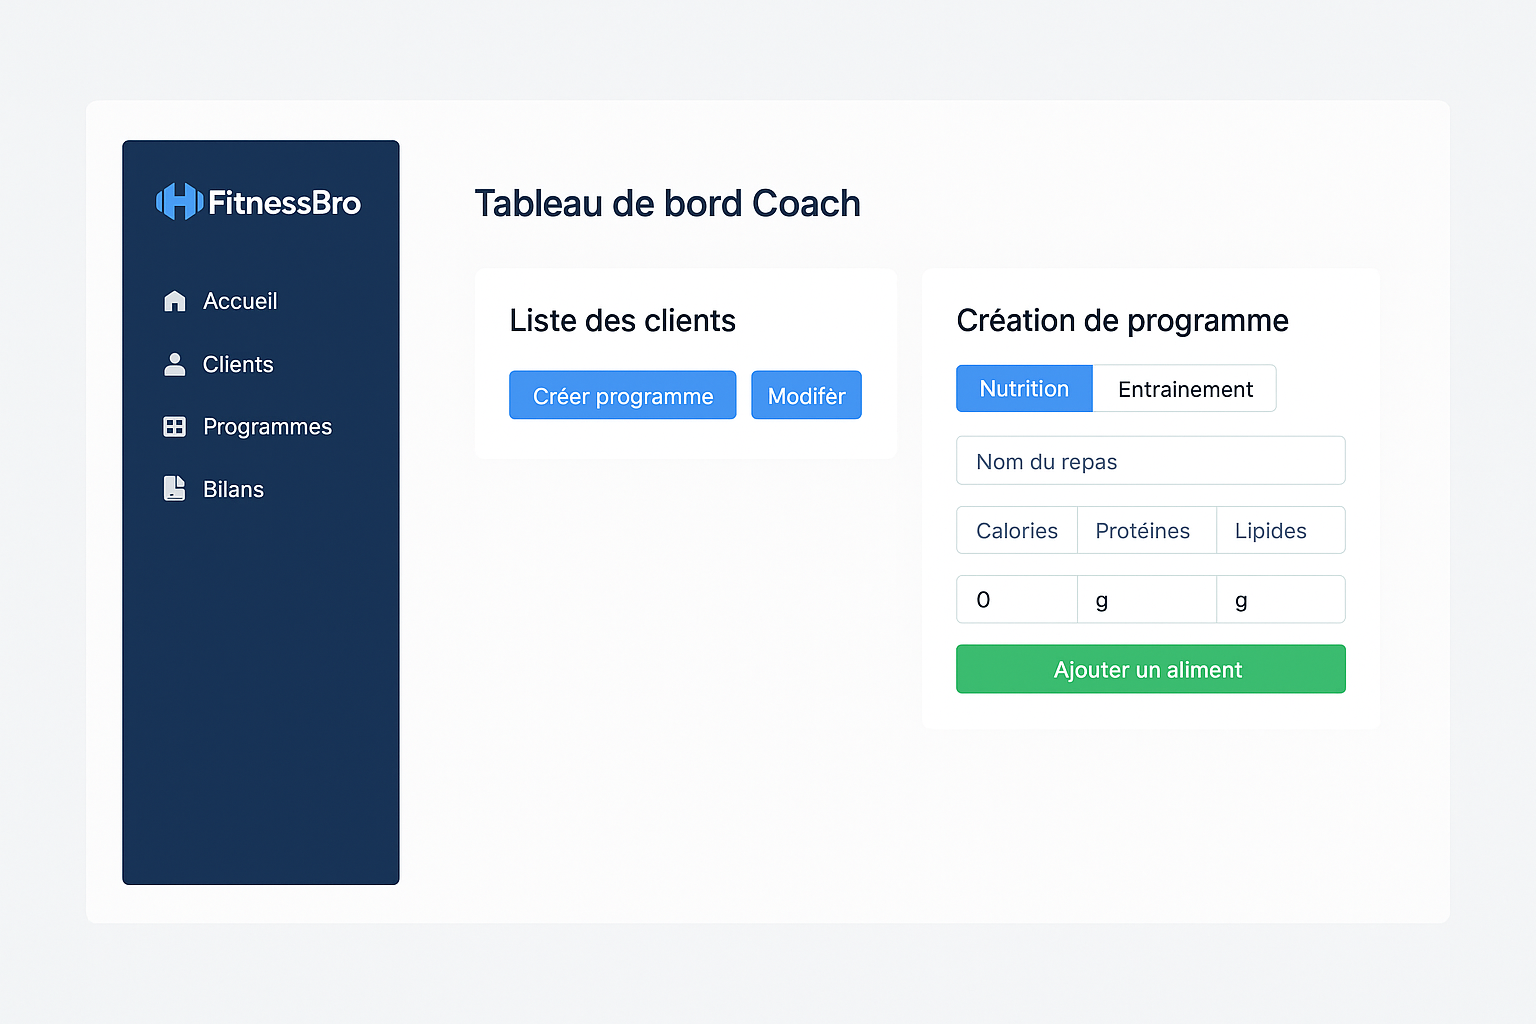 FitnessBro
Accueil
Clients
Programmes
Bilans
Tableau de bord Coach
Liste des clients
Créer programme
Modifėr
Création de programme
Nutrition
Entrainement
Nom du repas
Calories
Protéines
Lipides
0
g
g
Ajouter un aliment